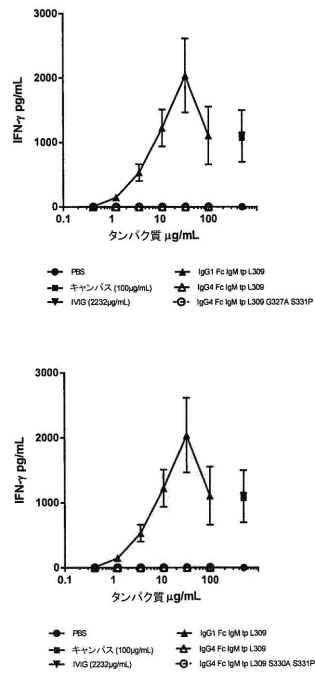 3000
2000
1000
0
IFN-γ pg/mL
0.1 1 10 100
タンパク質 μg/mL
PBS
キャンパス (100μg/mL)
IVIG (2232μg/mL)
IgG1 Fc IgM tp L309
IgG4 Fc IgM tp L309
IgG4 Fc IgM tp L309 G327A S331P
3000
2000
1000
0
IFN-γ pg/mL
0.1 1 10 100
タンパク質 μg/mL
PBS
キャンパス (100μg/mL)
IVIG (2232μg/mL)
IgG1 Fc IgM tp L309
IgG4 Fc IgM tp L309
IgG4 Fc IgM tp L309 S330A S331P